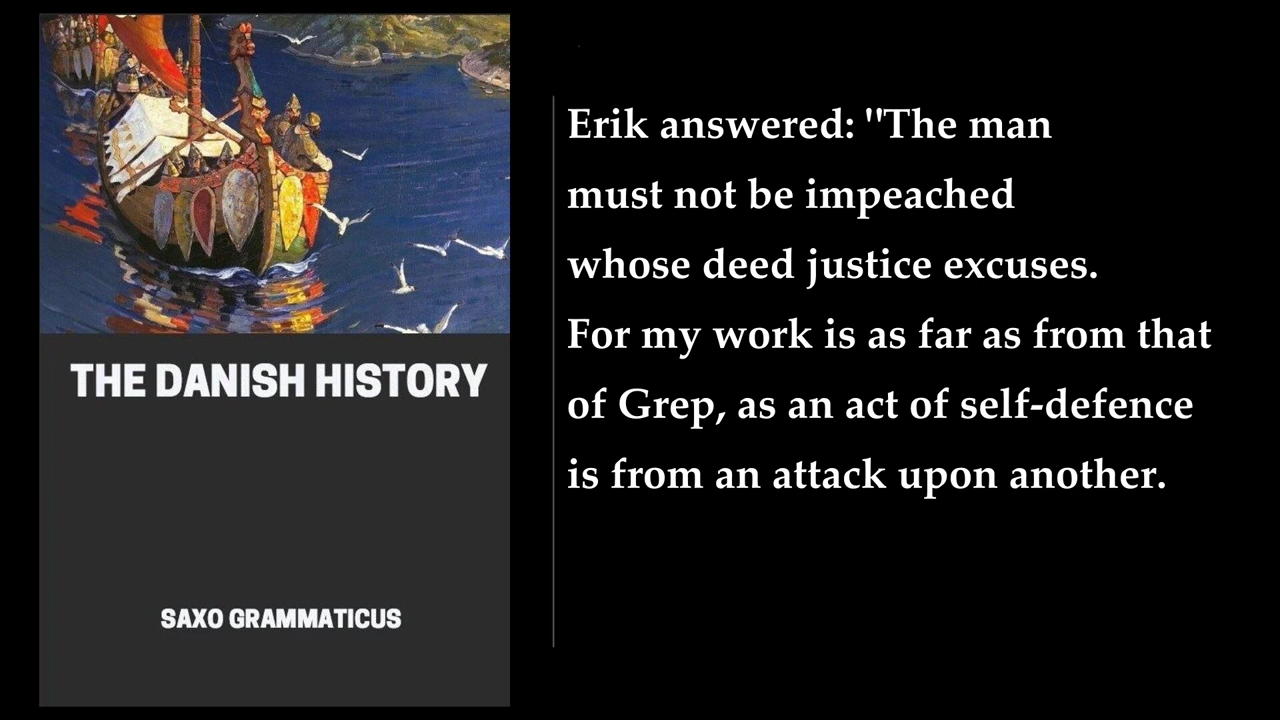 THE DANISH HISTORY
SAXO GRAMMATICUS
Erik answered: "The man
must not be impeached
whose deed justice excuses.
For my work is as far as from that
of Grep, as an act of self-defence
is from an attack upon another.